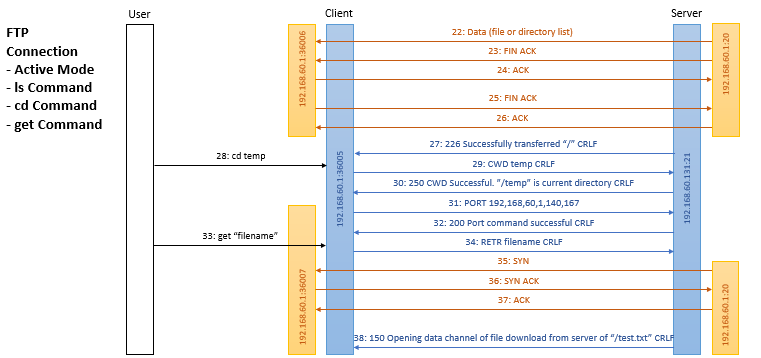 User
Client
Server
FTP
Connection
- Active Mode
- ls Command
- cd Command
- get Command
192.168.60.1:36006
192.168.60.1:20
22: Data (file or directory list)
23: FIN ACK
24: ACK
25: FIN ACK
26: ACK
192.168.60.1:36005
192.168.60.131:21
27: 226 Successfully transferred "/" CRLF
28: cd temp
29: CWD temp CRLF
30: 250 CWD Successful. "/temp" is current directory CRLF
31: PORT 192,168,60,1,140,167
32: 200 Port command successful CRLF
33: get "filename"
34: RETR filename CRLF
192.168.60.1:36007
192.168.60.1:20
35: SYN
36: SYN ACK
37: ACK
38: 150 Opening data channel of file download from server of "/test.txt" CRLF